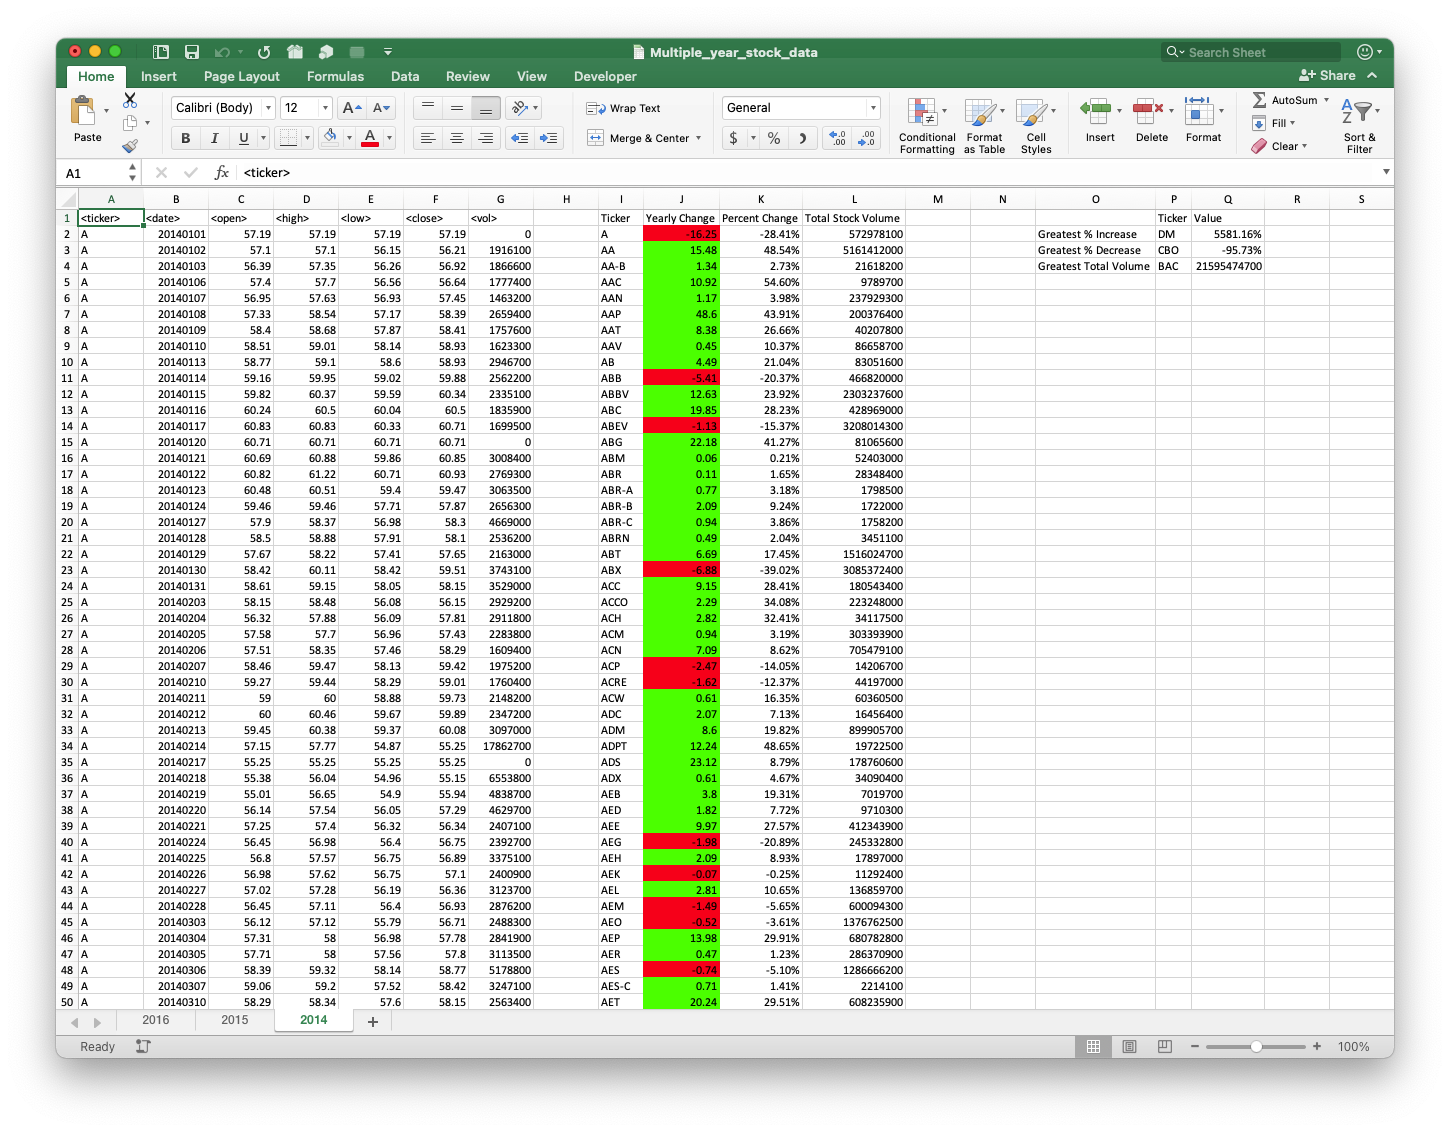 Multiple_year_stock_data
Search Sheet
Home Insert Page Layout Formulas Data Review View Developer
Share
Paste
Calibri (Body) 12 A A
B I U A
Wrap Text
Merge & Center
General
$ % ,
Conditional Formatting
Format as Table
Cell Styles
Insert Delete Format
AutoSum
Fill
Clear
Sort & Filter
A1 fx <ticker>
A B C D E F G H I J K L M N O P Q R S
1 <ticker> <date> <open> <high> <low> <close> <vol> Ticker Yearly Change Percent Change Total Stock Volume Ticker Value
2 A 20140101 57.19 57.19 57.19 57.19 0 A -16.25 -28.41% 572978100 Greatest % Increase DM 5581.16%
3 A 20140102 57.1 57.1 56.15 56.21 1916100 AA 15.48 48.54% 5161412000 Greatest % Decrease CBO -95.73%
4 A 20140103 56.39 57.35 56.26 56.92 1866600 AA-B 1.34 2.73% 21618200 Greatest Total Volume BAC 21595474700
5 A 20140106 57.4 57.7 56.56 56.64 1777400 AAC 10.92 54.60% 9789700
6 A 20140107 56.95 57.63 56.93 57.45 1463200 AAN 1.17 3.98% 237929300
7 A 20140108 57.33 58.54 57.17 58.39 2659400 AAP 48.6 43.91% 200376400
8 A 20140109 58.4 58.68 57.87 58.41 1757600 AAT 8.38 26.66% 40207800
9 A 20140110 58.51 59.01 58.14 58.93 1623300 AAV 0.45 10.37% 86658700
10 A 20140113 58.77 59.1 58.6 58.93 2946700 AB 4.49 21.04% 83051600
11 A 20140114 59.16 59.95 59.02 59.88 2562200 ABB -5.41 -20.37% 466820000
12 A 20140115 59.82 60.37 59.59 60.34 2335100 ABBV 12.63 23.92% 2303237600
13 A 20140116 60.24 60.5 60.04 60.5 1835900 ABC 19.85 28.23% 428969000
14 A 20140117 60.83 60.83 60.33 60.71 1699500 ABEV -1.13 -15.37% 3208014300
15 A 20140120 60.71 60.71 60.71 60.71 0 ABG 22.18 41.27% 81065600
16 A 20140121 60.69 60.88 59.86 60.85 3008400 ABM 0.06 0.21% 52403000
17 A 20140122 60.82 61.22 60.71 60.93 2769300 ABR 0.11 1.65% 28348400
18 A 20140123 60.48 60.51 59.4 59.47 3063500 ABR-A 0.77 3.18% 1798500
19 A 20140124 59.46 59.46 57.71 57.87 2656300 ABR-B 2.09 9.24% 1722000
20 A 20140127 57.9 58.37 56.98 58.3 4669000 ABR-C 0.94 3.86% 1758200
21 A 20140128 58.5 58.88 57.91 58.1 2536200 ABRN 0.49 2.04% 3451100
22 A 20140129 57.67 58.22 57.41 57.65 2163000 ABT 6.69 17.45% 1516024700
23 A 20140130 58.42 60.11 58.42 59.51 3743100 ABX -6.88 -39.02% 3085372400
24 A 20140131 58.61 59.15 58.05 58.15 3529000 ACC 9.15 28.41% 180543400
25 A 20140203 58.15 58.48 56.08 56.15 2929200 ACCO 2.29 34.08% 223248000
26 A 20140204 56.32 57.88 56.09 57.81 2911800 ACH 2.82 32.41% 34117500
27 A 20140205 57.58 57.7 56.96 57.43 2283800 ACM 0.94 3.19% 303393900
28 A 20140206 57.51 58.35 57.46 58.29 1609400 ACN 7.09 8.62% 705479100
29 A 20140207 58.46 59.47 58.13 59.42 1975200 ACP -2.47 -14.05% 14206700
30 A 20140210 59.27 59.44 58.29 59.01 1760400 ACRE -1.62 -12.37% 44197000
31 A 20140211 59 60 58.88 59.73 2148200 ACW 0.61 16.35% 60360500
32 A 20140212 60 60.46 59.67 59.89 2347200 ADC 2.07 7.13% 16456400
33 A 20140213 59.45 60.38 59.37 60.08 3097000 ADM 8.6 19.82% 899905700
34 A 20140214 57.15 57.77 54.87 55.25 17862700 ADPT 12.24 48.65% 19722500
35 A 20140217 55.25 55.25 55.25 55.25 0 ADS 23.12 8.79% 178760600
36 A 20140218 55.38 56.04 54.96 55.15 6553800 ADX 0.61 4.67% 34090400
37 A 20140219 55.01 56.65 54.9 55.94 4838700 AEB 3.8 19.31% 7019700
38 A 20140220 56.14 57.54 56.05 57.29 4629700 AED 1.82 7.72% 9710300
39 A 20140221 57.25 57.4 56.32 56.34 2407100 AEE 9.97 27.57% 412343900
40 A 20140224 56.45 56.98 56.4 56.75 2392700 AEG -1.98 -20.89% 245332800
41 A 20140225 56.8 57.57 56.75 56.89 3375100 AEH 2.09 8.93% 17897000
42 A 20140226 56.98 57.62 56.75 57.1 2400900 AEK -0.07 -0.25% 11292400
43 A 20140227 57.02 57.28 56.19 56.36 3123700 AEL 2.81 10.65% 136859700
44 A 20140228 56.45 57.11 56.4 56.93 2876200 AEM -1.49 -5.65% 600094300
45 A 20140303 56.12 57.12 55.79 56.71 2488300 AEO -0.52 -3.61% 1376762500
46 A 20140304 57.31 58 56.98 57.78 2841900 AEP 13.98 29.91% 680782800
47 A 20140305 57.71 58 57.56 57.8 3113500 AER 0.47 1.23% 286370900
48 A 20140306 58.39 59.32 58.14 58.77 5178800 AES -0.74 -5.10% 1286666200
49 A 20140307 59.06 59.2 57.52 58.42 3247100 AES-C 0.71 1.41% 2214100
50 A 20140310 58.29 58.34 57.6 58.15 2563400 AET 20.24 29.51% 608235900
2016 2015 2014 +
Ready
100%